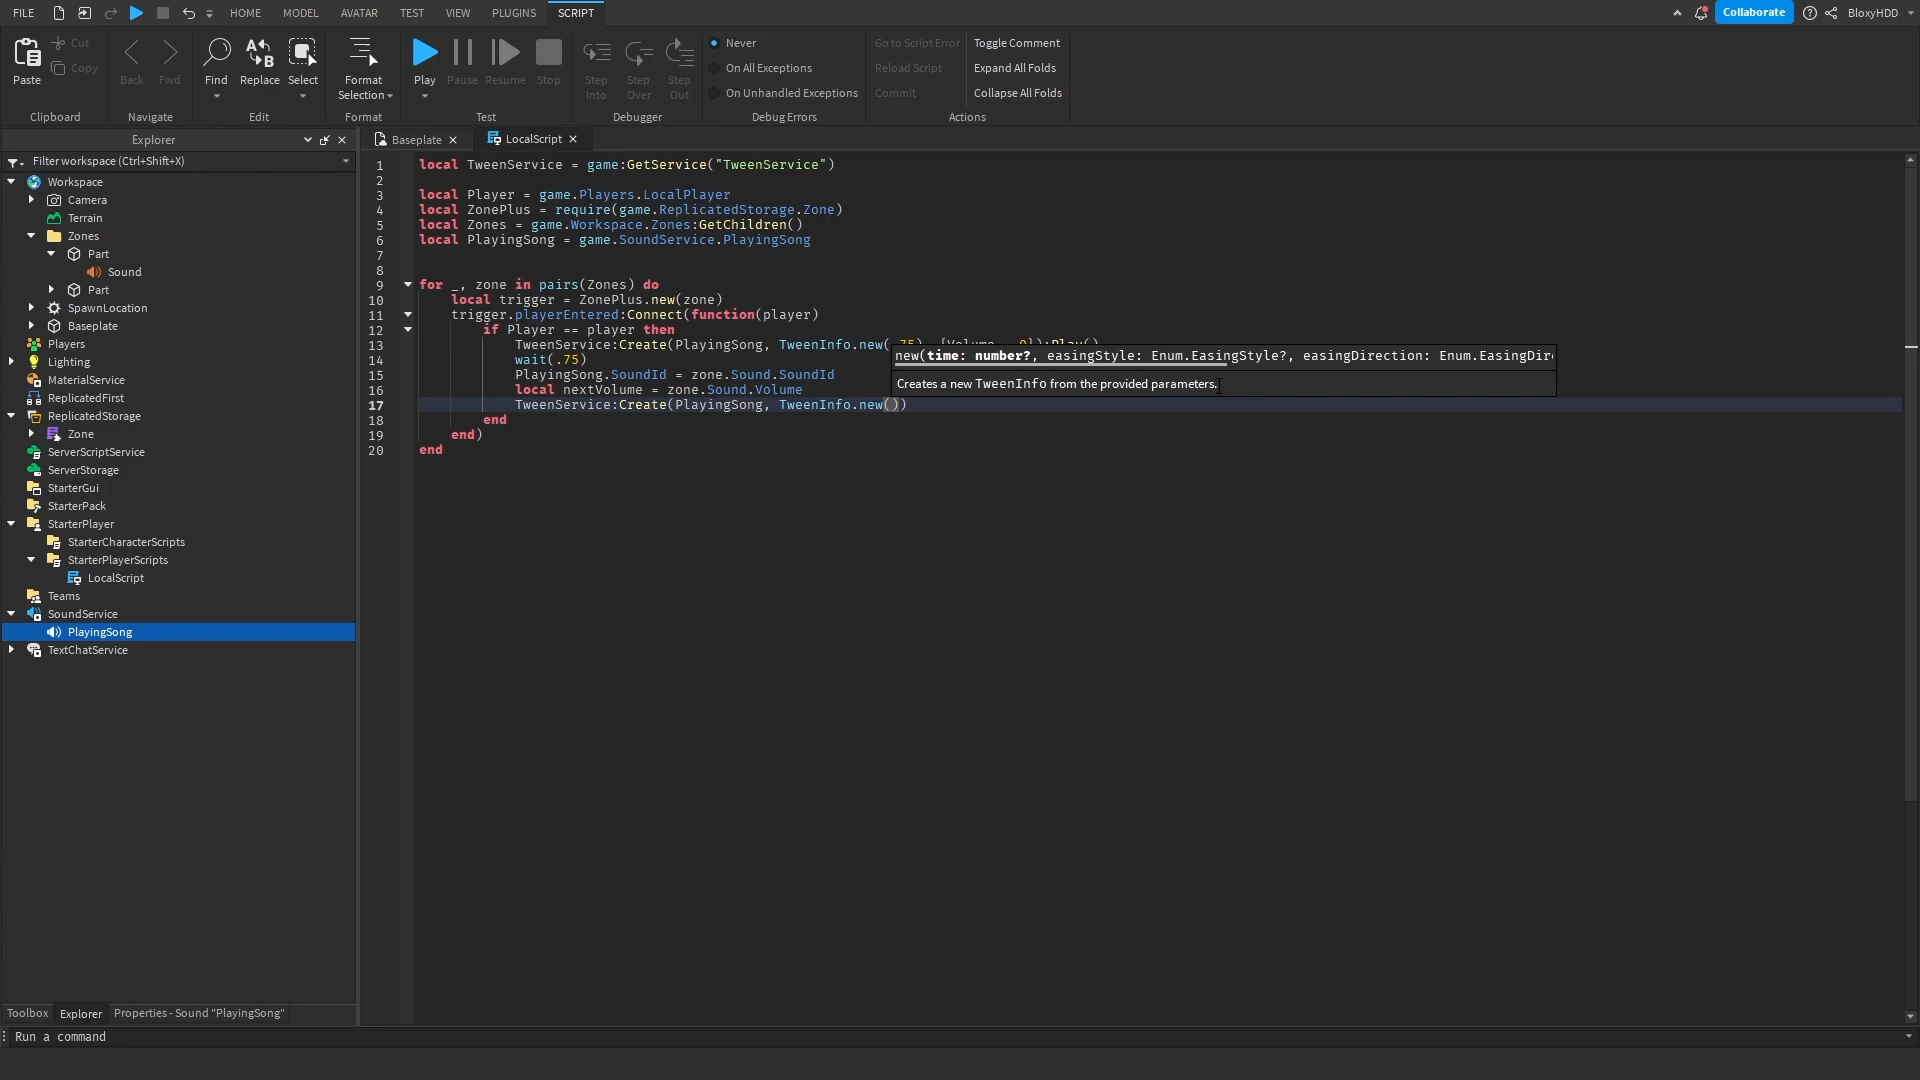 FILE HOME MODEL AVATAR TEST VIEW PLUGINS SCRIPT Collaborate BloxyHDD
Paste
Cut
Copy
Clipboard
Back
Fwd
Navigate
Find
Replace
Select
Edit
Format
Selection
Format
Play
Pause
Resume
Stop
Test
Step
Into
Step
Over
Step
Out
Debugger
Never
On All Exceptions
On Unhandled Exceptions
Debug Errors
Go to Script Error
Reload Script
Commit
Toggle Comment
Expand All Folds
Collapse All Folds
Actions
Explorer
Filter workspace (Ctrl+Shift+X)
Workspace
Camera
Terrain
Zones
Part
Sound
Part
SpawnLocation
Baseplate
Players
Lighting
MaterialService
ReplicatedFirst
ReplicatedStorage
Zone
ServerScriptService
ServerStorage
StarterGui
StarterPack
StarterPlayer
StarterCharacterScripts
StarterPlayerScripts
LocalScript
Teams
SoundService
PlayingSong
TextChatService
Toolbox Explorer Properties - Sound "PlayingSong"
Run a command
Baseplate LocalScript
1 local TweenService = game:GetService("TweenService")
2
3 local Player = game.Players.LocalPlayer
4 local ZonePlus = require(game.ReplicatedStorage.Zone)
5 local Zones = game.Workspace.Zones:GetChildren()
6 local PlayingSong = game.SoundService.PlayingSong
7
8
9 for _, zone in pairs(Zones) do
10 local trigger = ZonePlus.new(zone)
11 trigger.playerEntered:Connect(function(player)
12 if Player == player then
13 TweenService:Create(PlayingSong, TweenInfo.new(
new(time: number?, easingStyle: Enum.EasingStyle?, easingDirection: Enum.EasingDir
Creates a new TweenInfo from the provided parameters.
14 wait(.75)
15 PlayingSong.SoundId = zone.Sound.SoundId
16 local nextVolume = zone.Sound.Volume
17 TweenService:Create(PlayingSong, TweenInfo.new())
18 end
19 end)
20 end